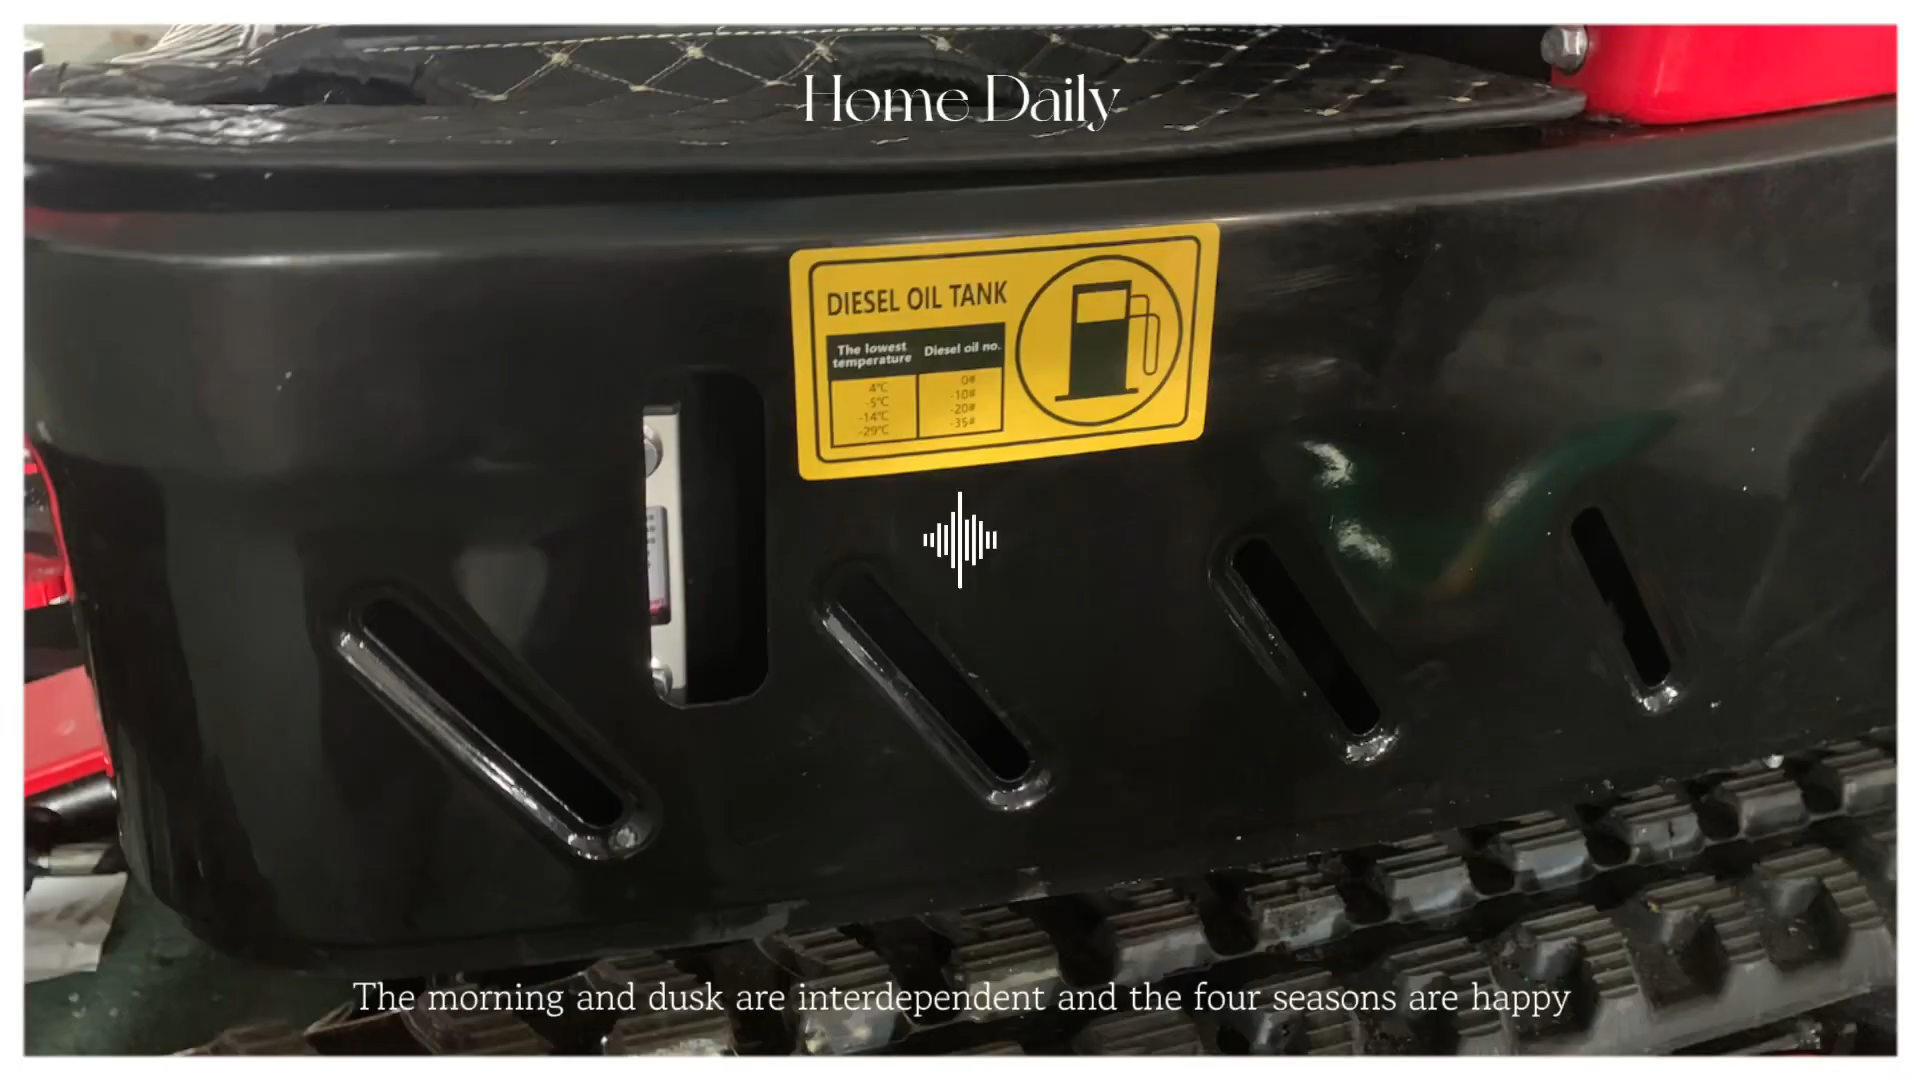 Home Daily
DIESEL OIL TANK
The lowest temperature Diesel oil no.
4°C 0#
-5°C -10#
-14°C -20#
-29°C -35#
The morning and dusk are interdependent and the four seasons are happy